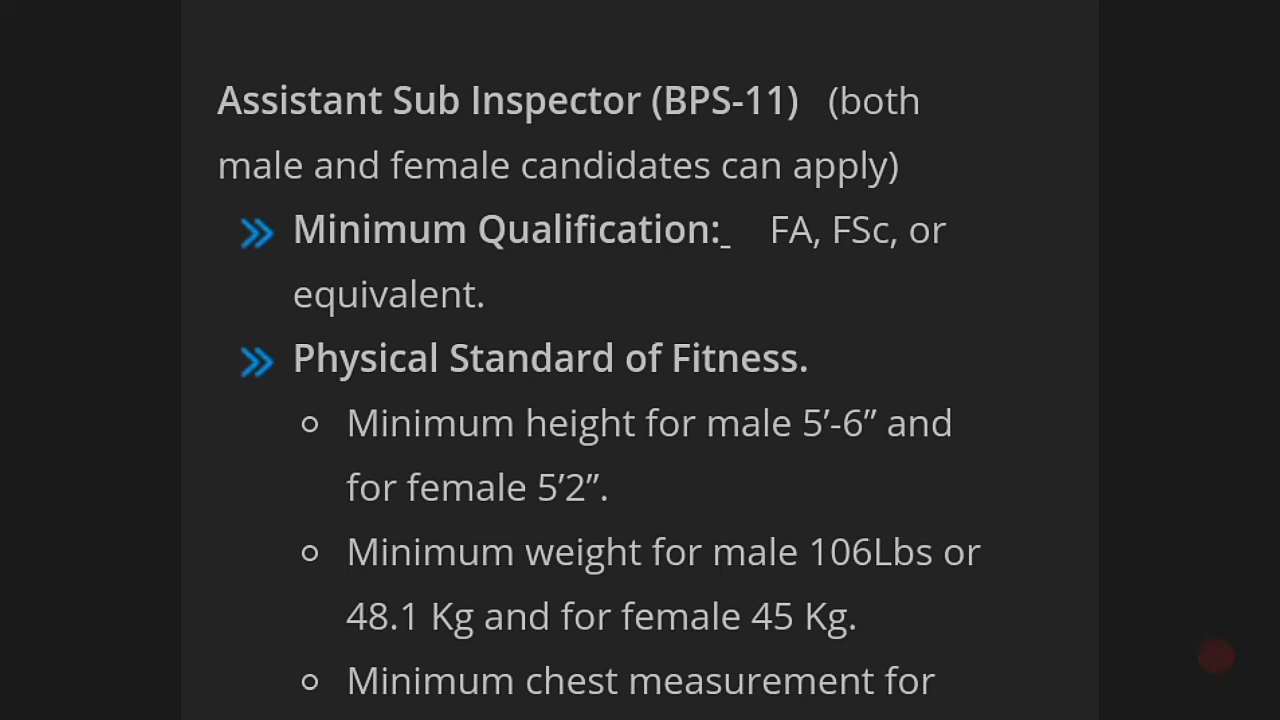 Assistant Sub Inspector (BPS-11) (both
male and female candidates can apply)
Minimum Qualification:_ FA, FSc, or
equivalent.
Physical Standard of Fitness.
Minimum height for male 5’-6” and
for female 5’2”.
Minimum weight for male 106Lbs or
48.1 Kg and for female 45 Kg.
Minimum chest measurement for